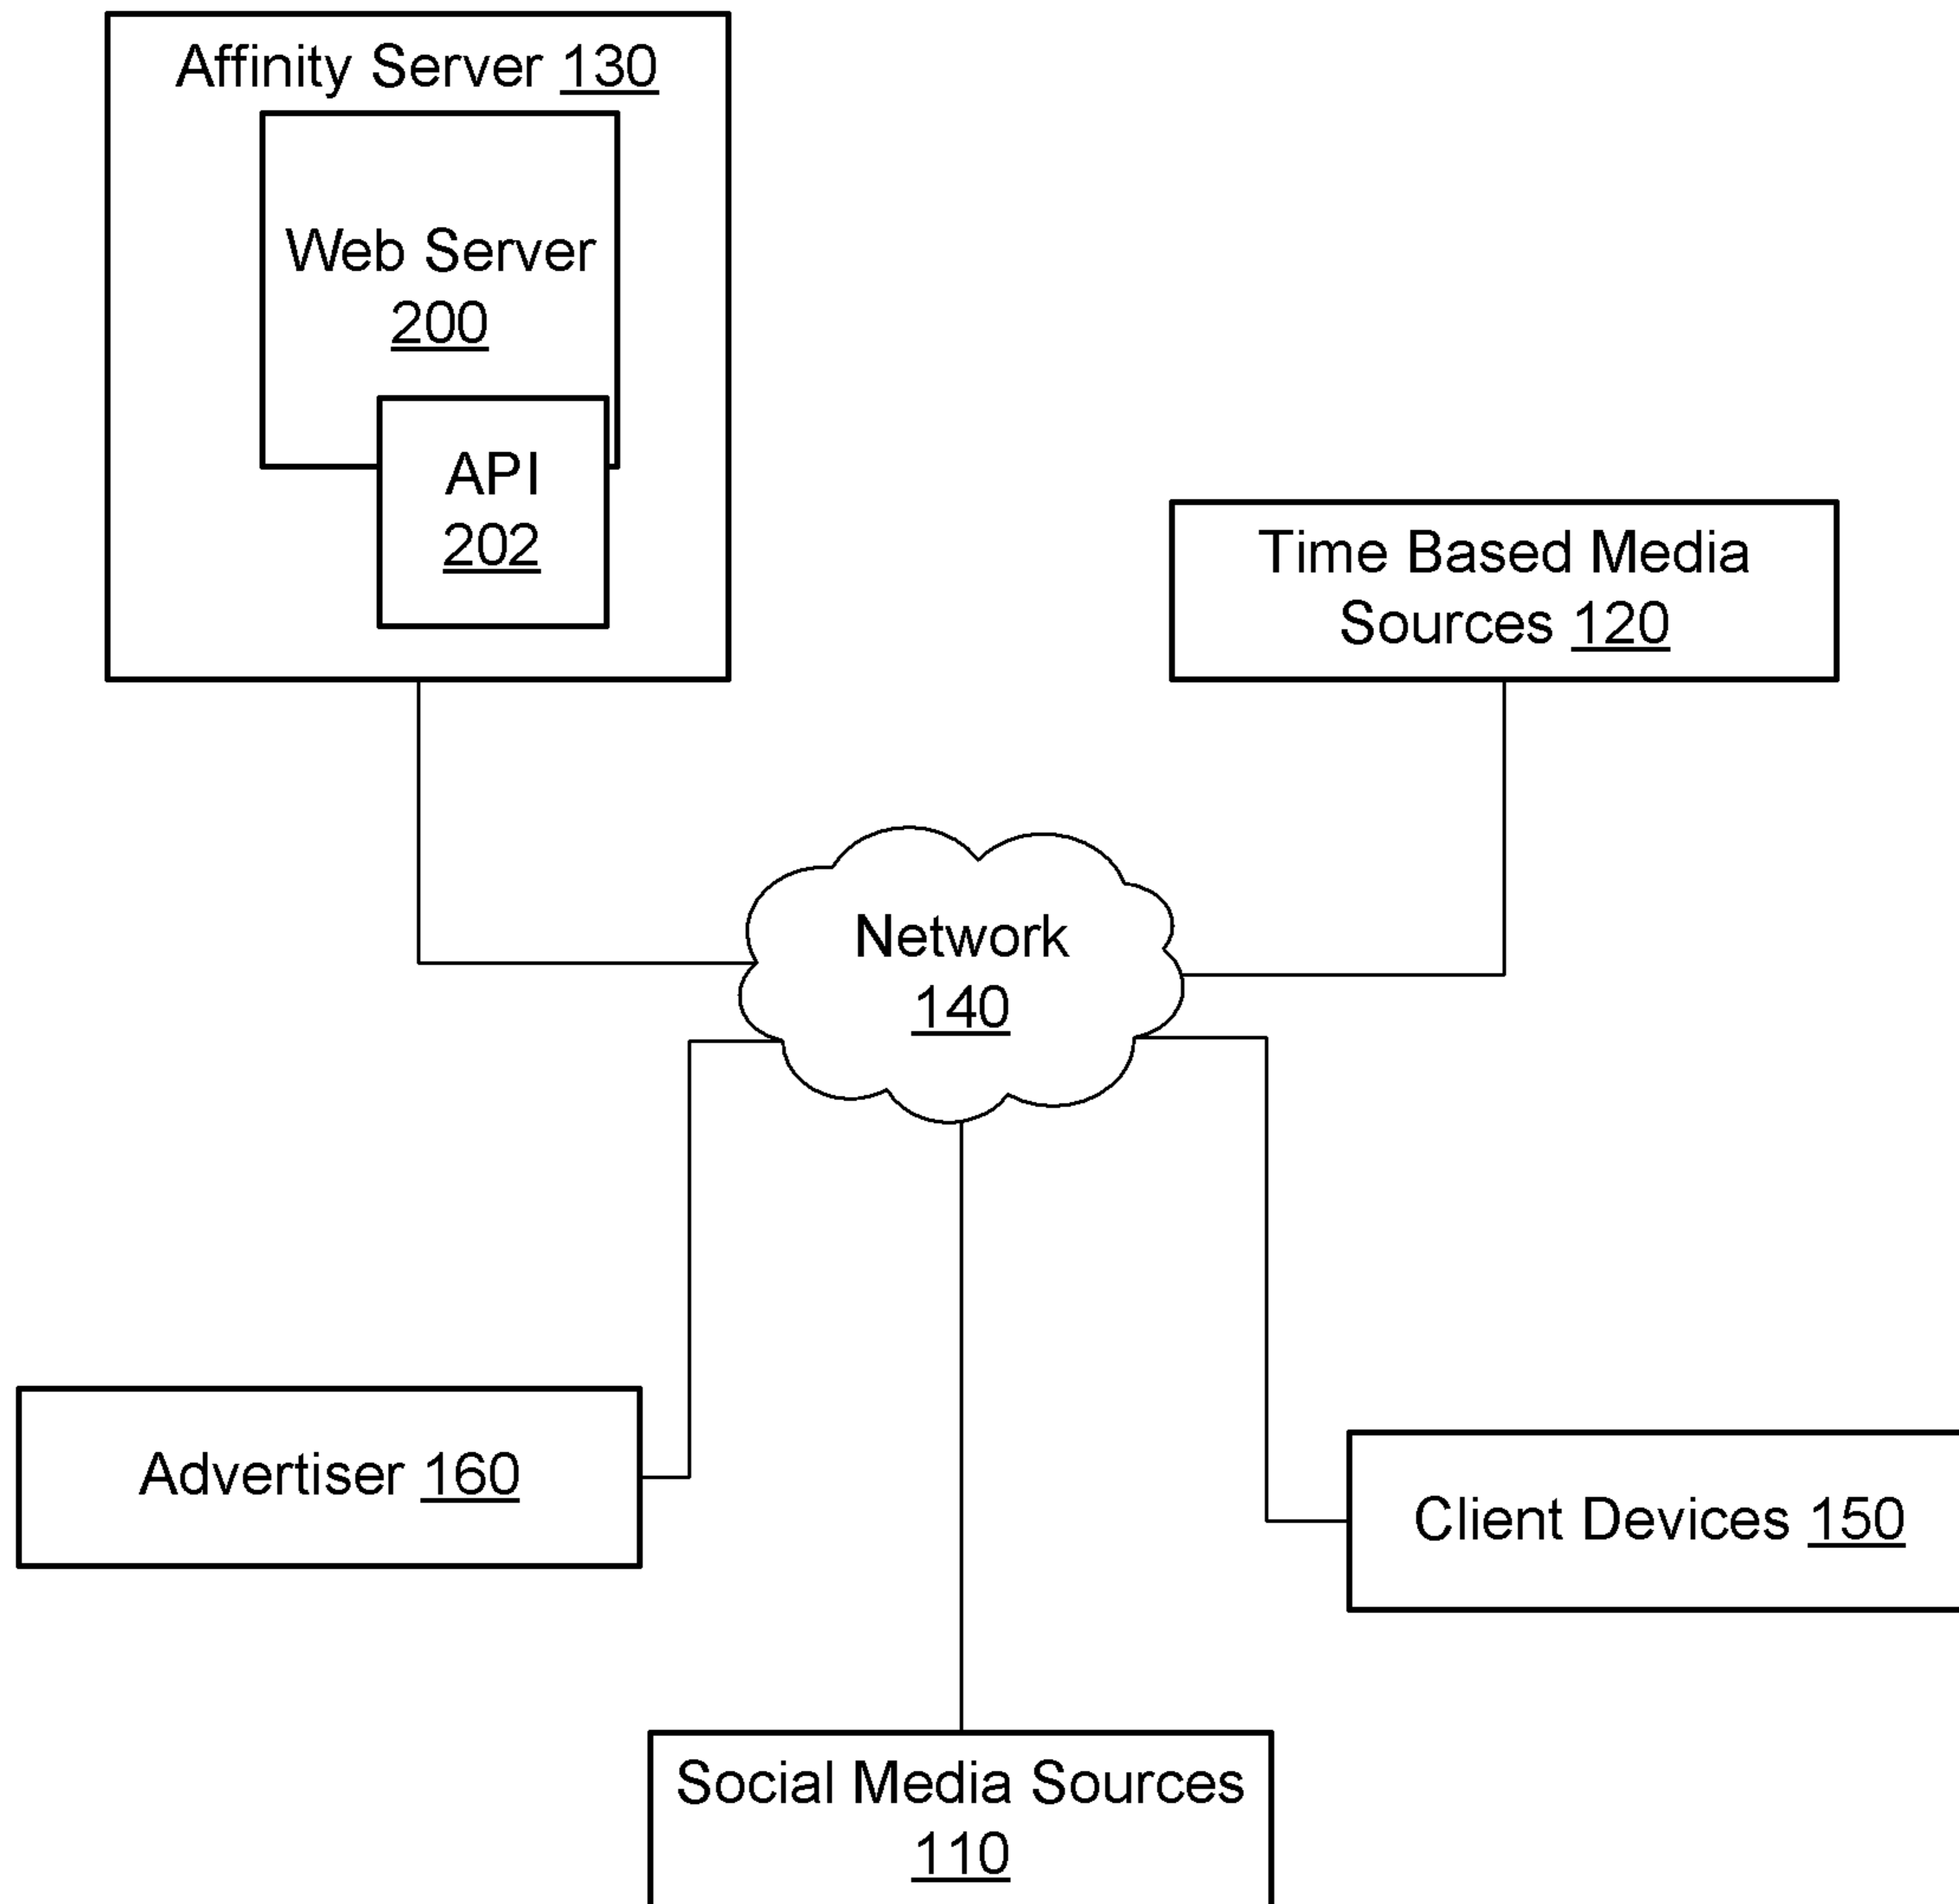 Affinity Server 130
Web Server
200
API
202
Time Based Media
Sources 120
Network
140
Advertiser 160
Client Devices 150
Social Media Sources
110